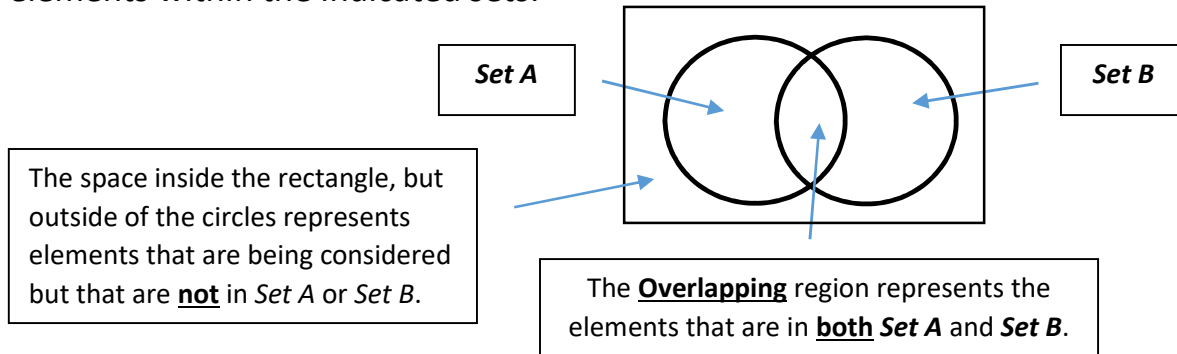 elements within the indicated sets.
Set A
Set B
The space inside the rectangle, but
outside of the circles represents
elements that are being considered
but that are not in Set A or Set B.
The Overlapping region represents the
elements that are in both Set A and Set B.